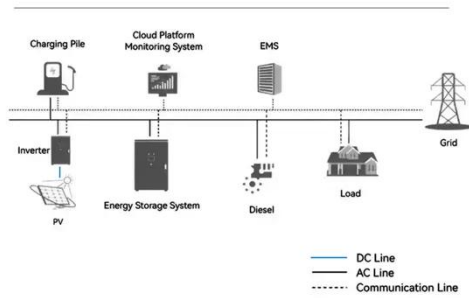 Charging Pile
Cloud Platform
Monitoring System
EMS
Inverter
Grid
PV
Energy Storage System
Diesel
Load
DC Line
AC Line
Communication Line